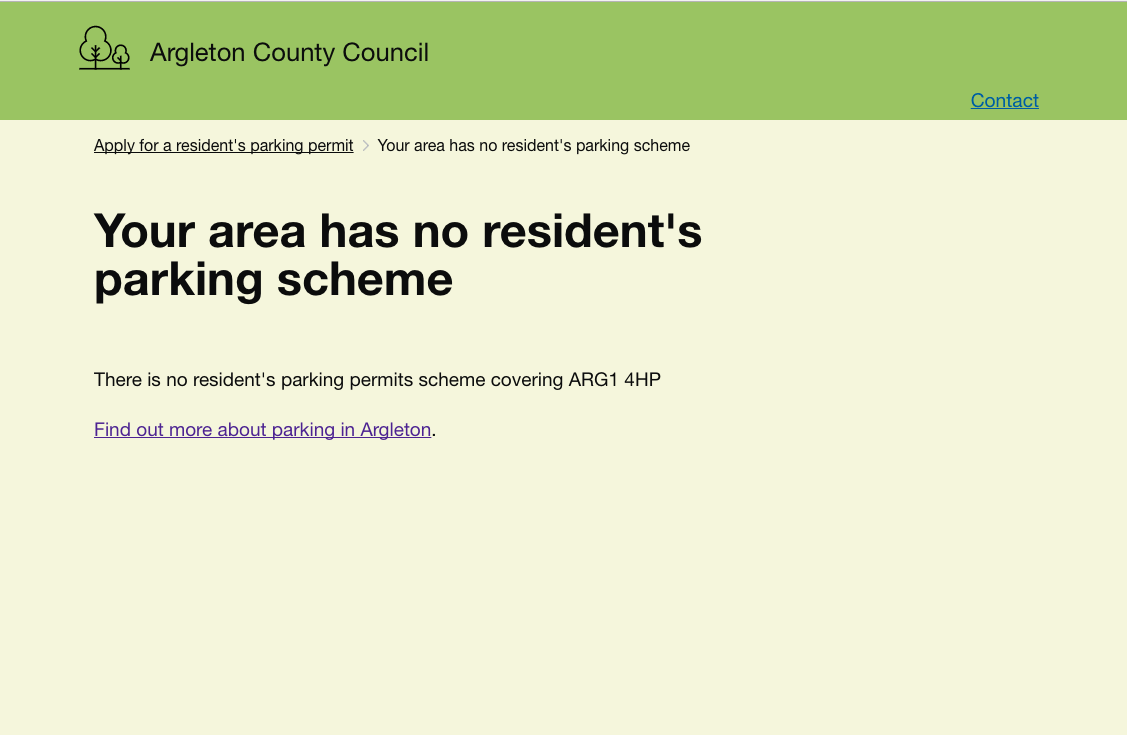 Argleton County Council
Contact
Apply for a resident's parking permit > Your area has no resident's parking scheme
Your area has no resident's
parking scheme
There is no resident's parking permits scheme covering ARG1 4HP
Find out more about parking in Argleton.